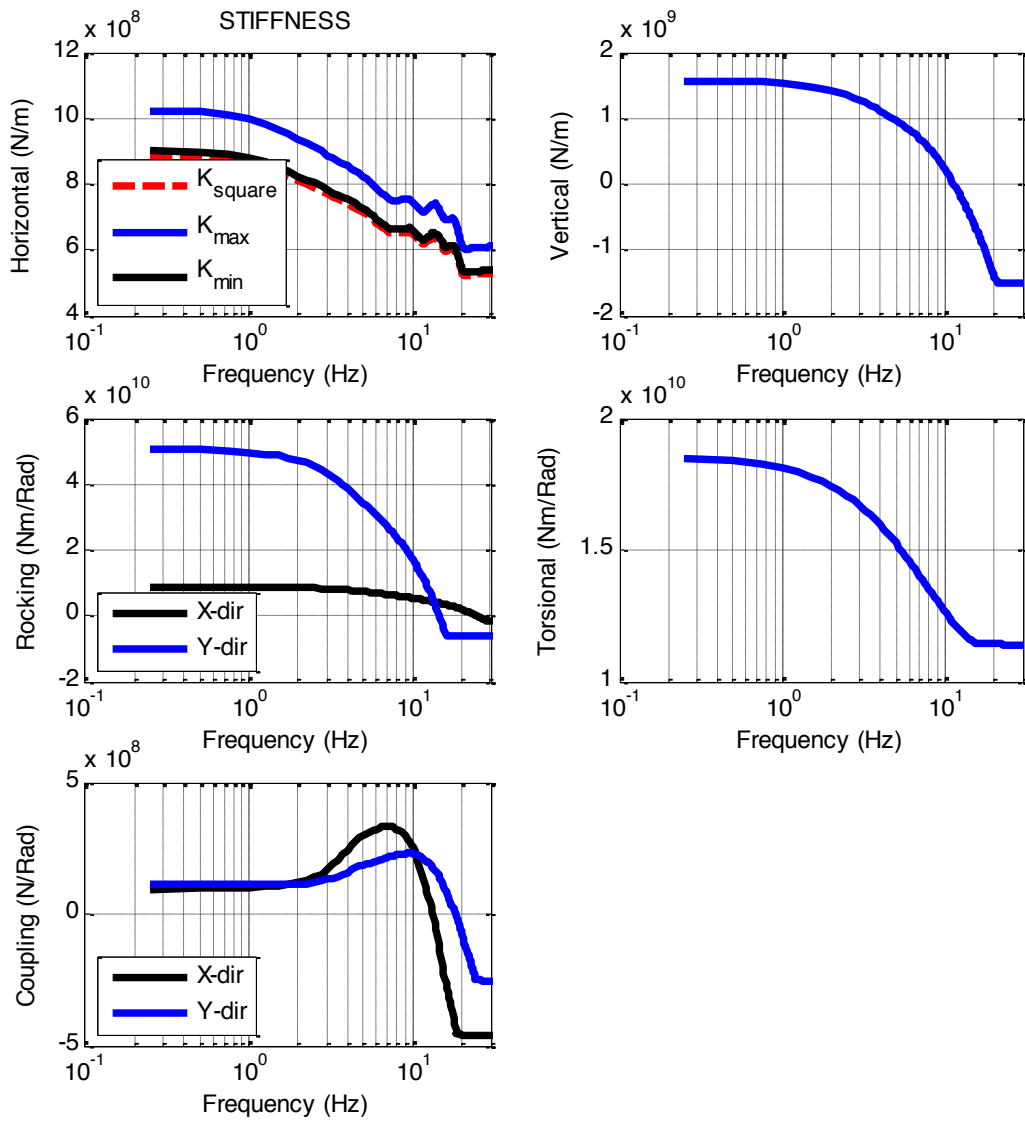 STIFFNESS
x 10^8
12
10
8
6
4
Horizontal (N/m)
K_square
K_max
K_min
10^-1
10^0
10^1
Frequency (Hz)
x 10^9
2
1
0
-1
-2
Vertical (N/m)
10^-1
10^0
10^1
Frequency (Hz)
x 10^10
6
4
2
0
-2
Rocking (Nm/Rad)
X-dir
Y-dir
10^-1
10^0
10^1
Frequency (Hz)
x 10^10
2
1.5
1
Torsional (Nm/Rad)
10^-1
10^0
10^1
Frequency (Hz)
x 10^8
5
0
-5
Coupling (N/Rad)
X-dir
Y-dir
10^-1
10^0
10^1
Frequency (Hz)